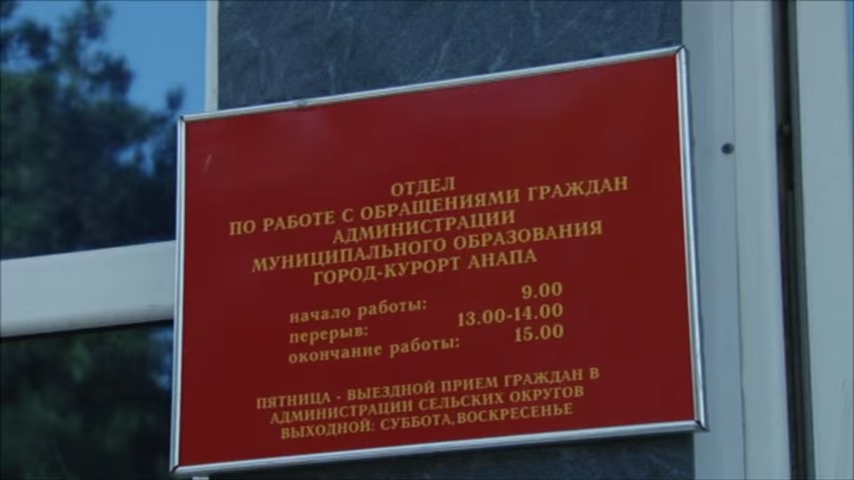 ОТДЕЛ
ПО РАБОТЕ С ОБРАЩЕНИЯМИ ГРАЖДАН
АДМИНИСТРАЦИИ
МУНИЦИПАЛЬНОГО ОБРАЗОВАНИЯ
ГОРОД-КУРОРТ АНАПА
начало работы: 9.00
перерыв: 13.00-14.00
окончание работы: 15.00
ПЯТНИЦА - ВЫЕЗДНОЙ ПРИЕМ ГРАЖДАН В
АДМИНИСТРАЦИИ СЕЛЬСКИХ ОКРУГОВ
ВЫХОДНОЙ: СУББОТА, ВОСКРЕСЕНЬЕ